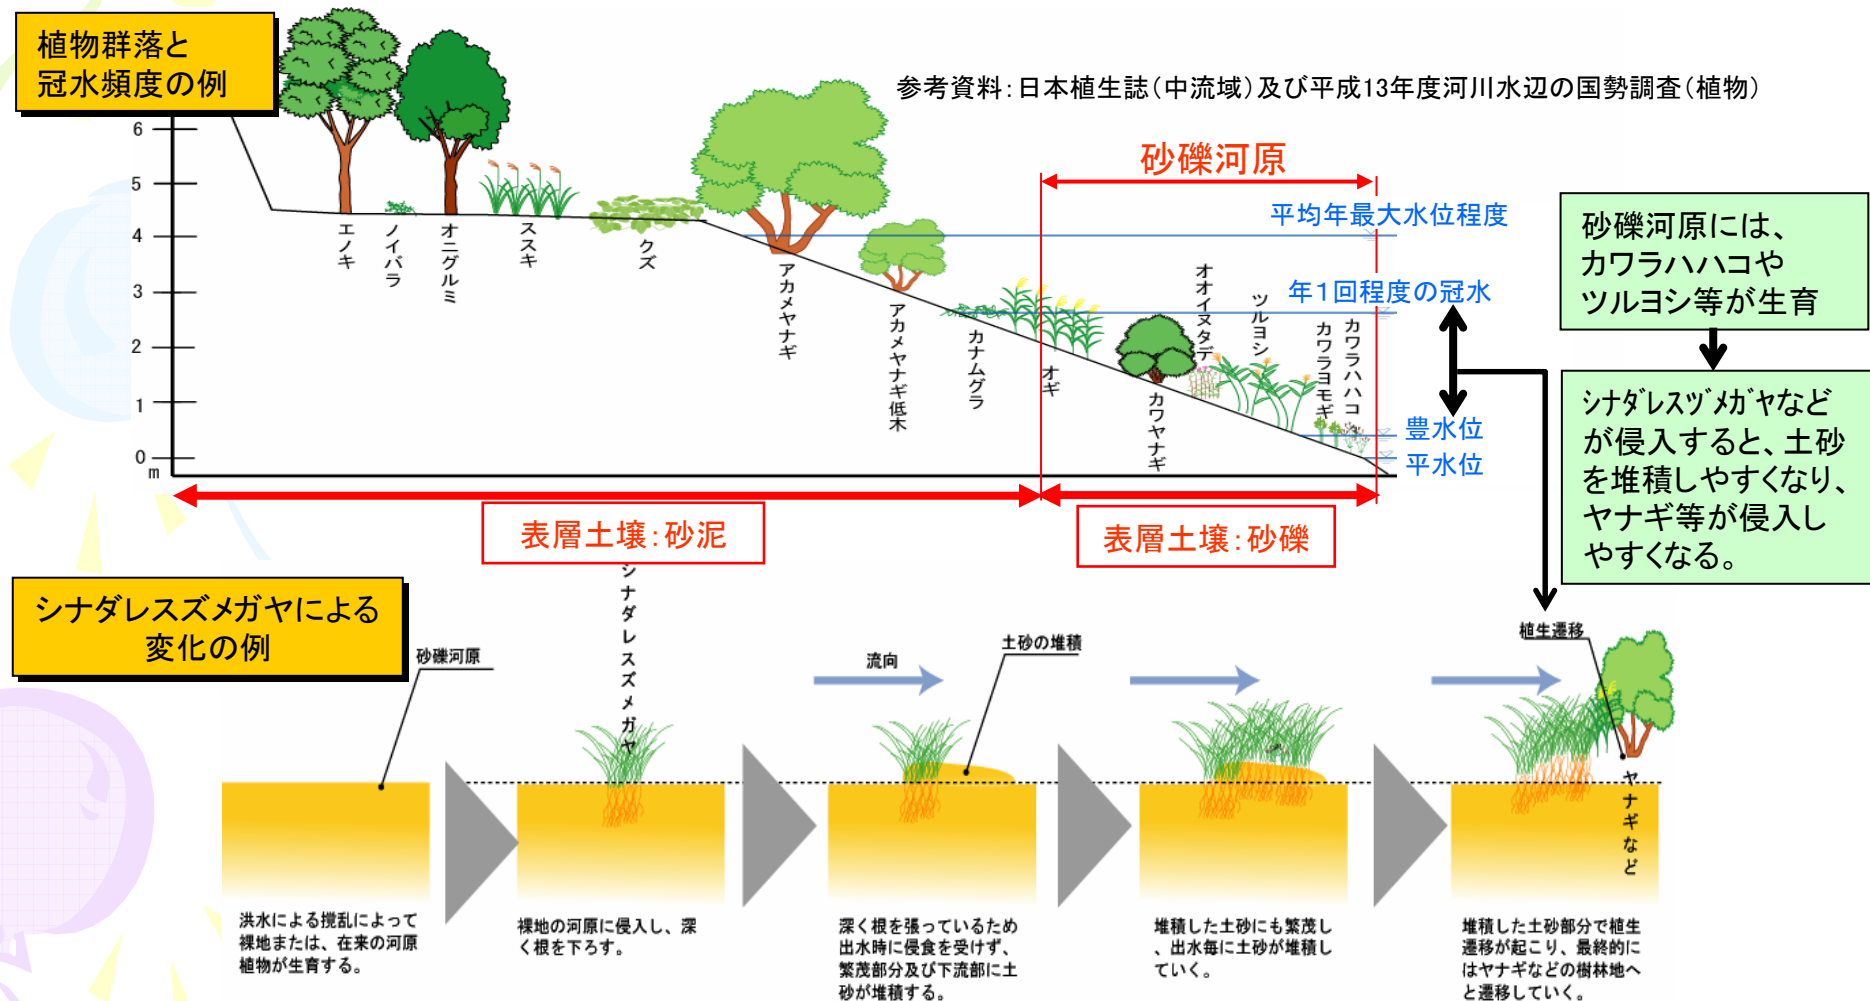 植物群落と
冠水頻度の例
参考資料：日本植生誌（中流域）及び平成13年度河川水辺の国勢調査（植物）
6
5
4
3
2
1
0
m
砂礫河原
平均年最大水位程度
年1回程度の冠水
豊水位
平水位
エノキ
ノイバラ
オニグルミ
ススキ
クズ
アカメヤナギ
アカメヤナギ低木
カナムグラ
オギ
カワヤナギ
オオイヌタデ
ツルヨシ
カワラヨモギ
カワラハハコ
表層土壌：砂泥
表層土壌：砂礫
砂礫河原には、
カワラハハコや
ツルヨシ等が生育
シナダレスヅメガヤなど
が侵入すると、土砂
を堆積しやすくなり、
ヤナギ等が侵入し
やすくなる。
シナダレスズメガヤによる
変化の例
砂礫河原
シナダレスズメガヤ
流向
土砂の堆積
植生遷移
ヤナギなど
洪水による撹乱によって
裸地または、在来の河原
植物が生育する。
裸地の河原に侵入し、深
く根を下ろす。
深く根を張っているため
出水時に侵食を受けず、
繁茂部分及び下流部に土
砂が堆積する。
堆積した土砂にも繁茂し
、出水毎に土砂が堆積し
ていく。
堆積した土砂部分で植生
遷移が起こり、最終的に
はヤナギなどの樹林地へ
と遷移していく。